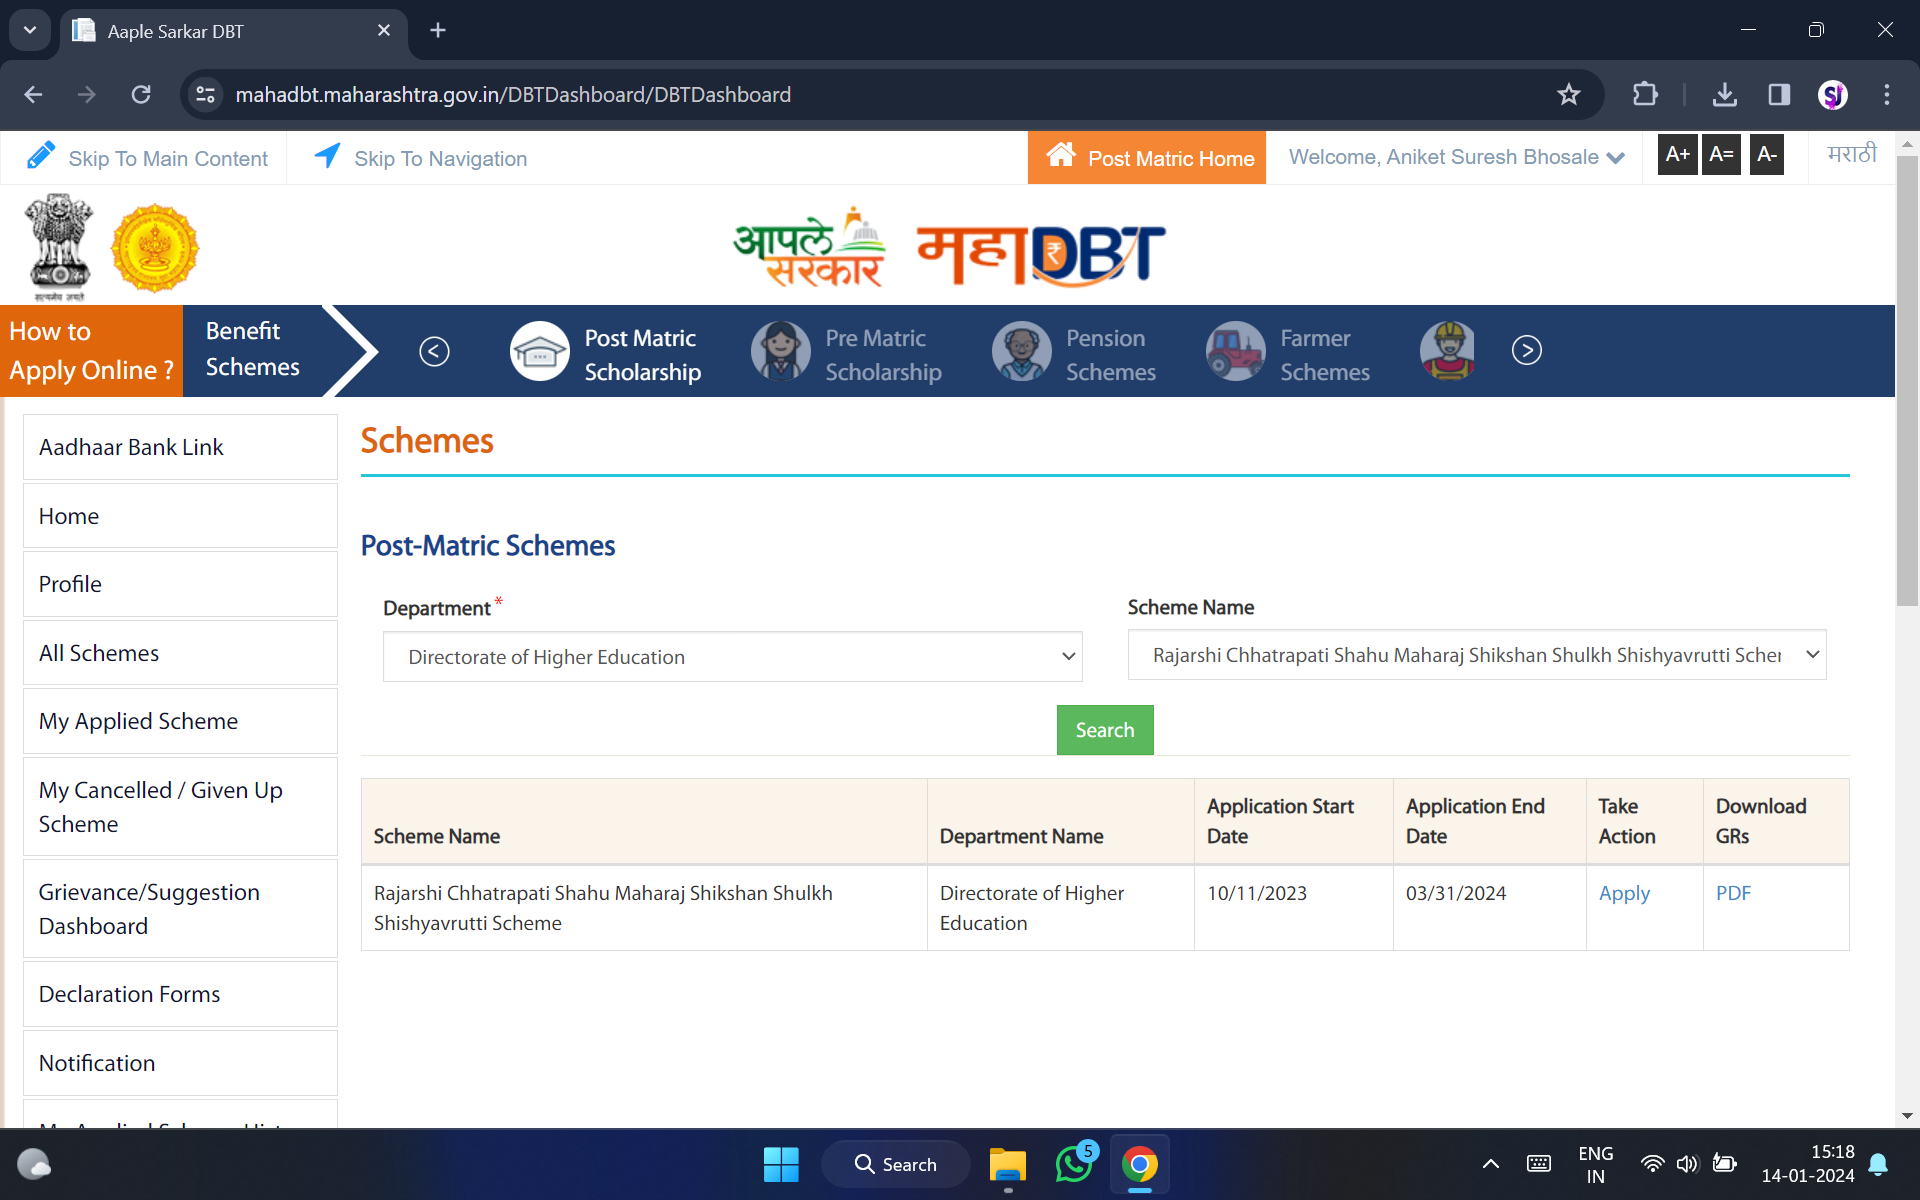 Aaple Sarkar DBT
mahadbt.maharashtra.gov.in/DBTDashboard/DBTDashboard
SJ
Skip To Main Content
Skip To Navigation
Post Matric Home
Welcome, Aniket Suresh Bhosale
A+ A= A-
मराठी
सत्यमेव जयते
आपले
सरकार
महाDBT
How to
Apply Online ?
Benefit
Schemes
Post Matric
Scholarship
Pre Matric
Scholarship
Pension
Schemes
Farmer
Schemes
Aadhaar Bank Link
Home
Profile
All Schemes
My Applied Scheme
My Cancelled / Given Up
Scheme
Grievance/Suggestion
Dashboard
Declaration Forms
Notification
Schemes
Post-Matric Schemes
Department *
Directorate of Higher Education
Scheme Name
Rajarshi Chhatrapati Shahu Maharaj Shikshan Shulkh Shishyavrutti Scher
Search
Scheme Name
Department Name
Application Start
Date
Application End
Date
Take
Action
Download
GRs
Rajarshi Chhatrapati Shahu Maharaj Shikshan Shulkh
Shishyavrutti Scheme
Directorate of Higher
Education
10/11/2023
03/31/2024
Apply
PDF
Search
5
ENG
IN
15:18
14-01-2024